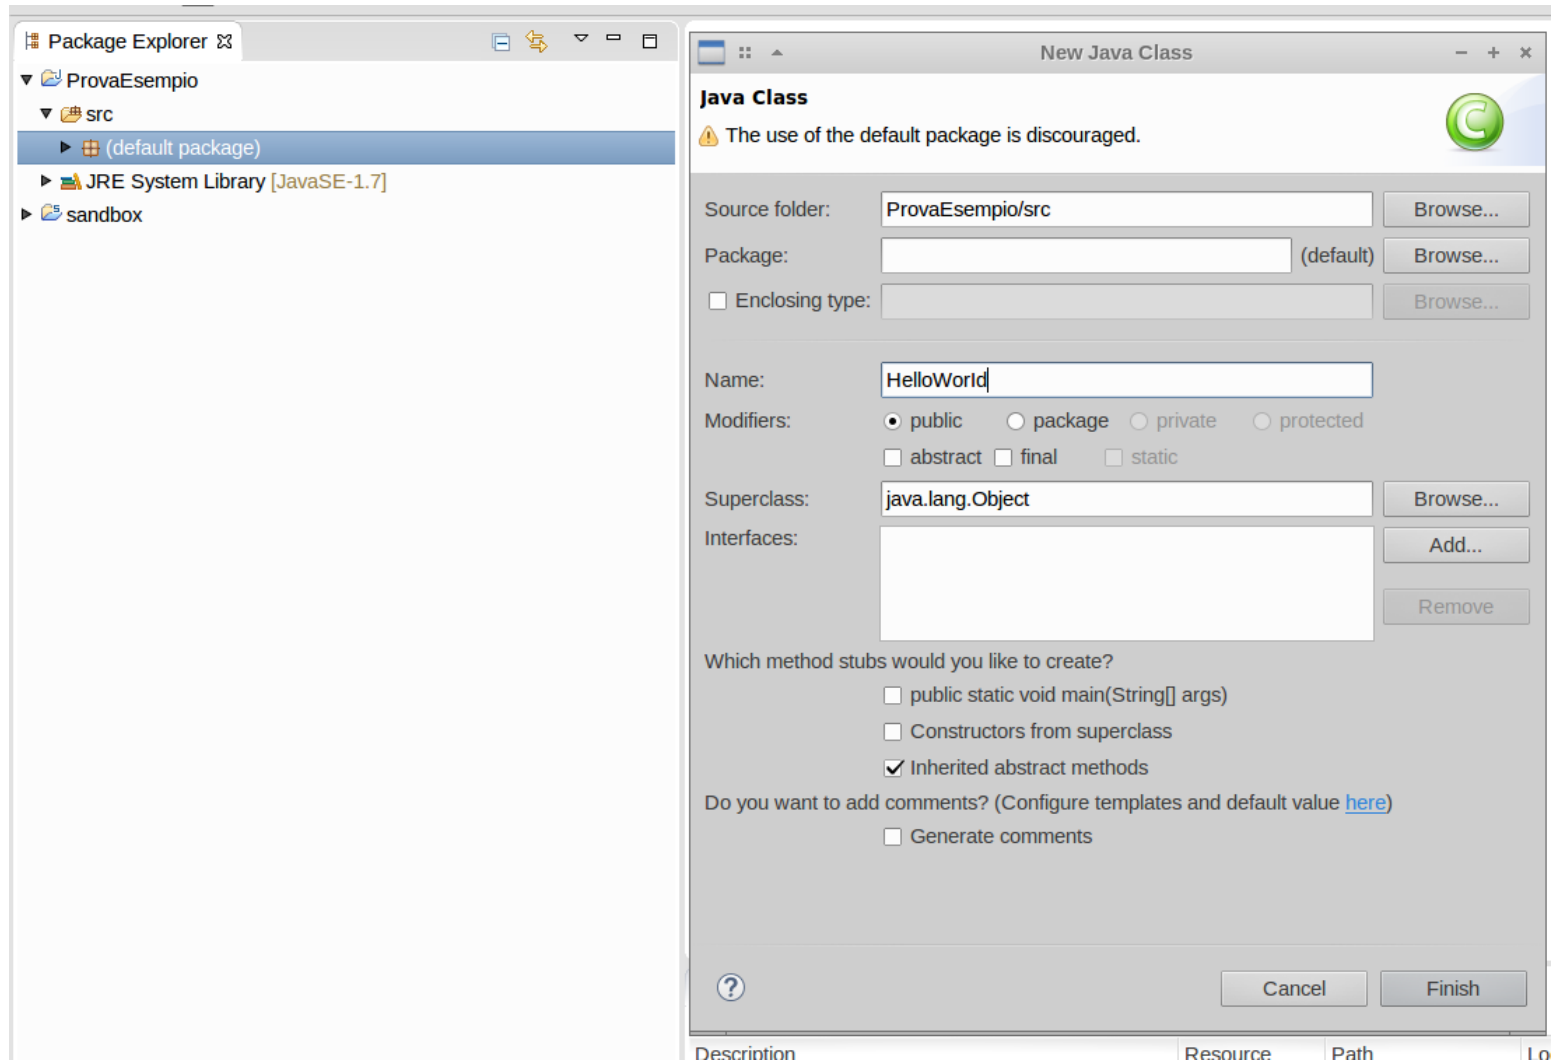 Package Explorer
ProvaEsempio
src
(default package)
JRE System Library [JavaSE-1.7]
sandbox
New Java Class
Java Class
The use of the default package is discouraged.
Source folder: ProvaEsempio/src Browse...
Package: (default) Browse...
Enclosing type: Browse...
Name: HelloWorld
Modifiers: public package private protected
abstract final static
Superclass: java.lang.Object Browse...
Interfaces: Add...
Remove
Which method stubs would you like to create?
public static void main(String[] args)
Constructors from superclass
Inherited abstract methods
Do you want to add comments? (Configure templates and default value here)
Generate comments
Cancel Finish
Description Resource Path Lo